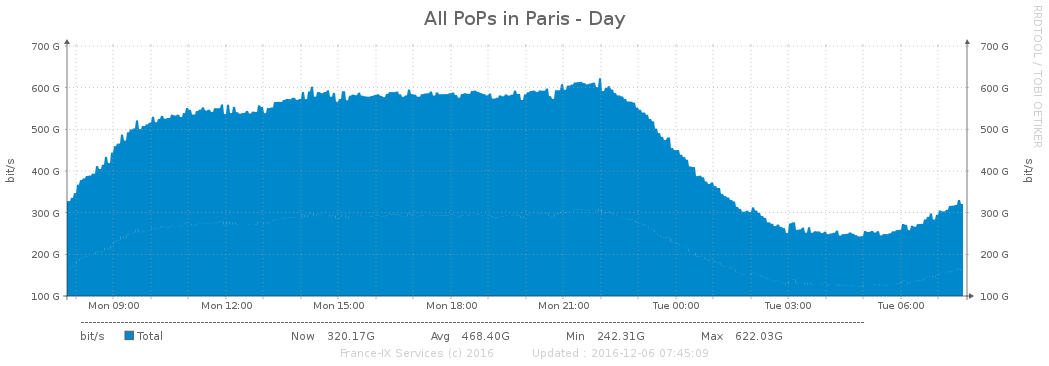 All PoPs in Paris - Day
RRDTOOL / TOBI OETIKER
700 G 700 G
600 G 600 G
500 G 500 G
400 G 400 G
300 G 300 G
200 G 200 G
100 G 100 G
bit/s bit/s
Mon 09:00 Mon 12:00 Mon 15:00 Mon 18:00 Mon 21:00 Tue 00:00 Tue 03:00 Tue 06:00
bit/s Total Now 320.17G Avg 468.40G Min 242.31G Max 622.03G
France-IX Services (c) 2016 Updated : 2016-12-06 07:45:09